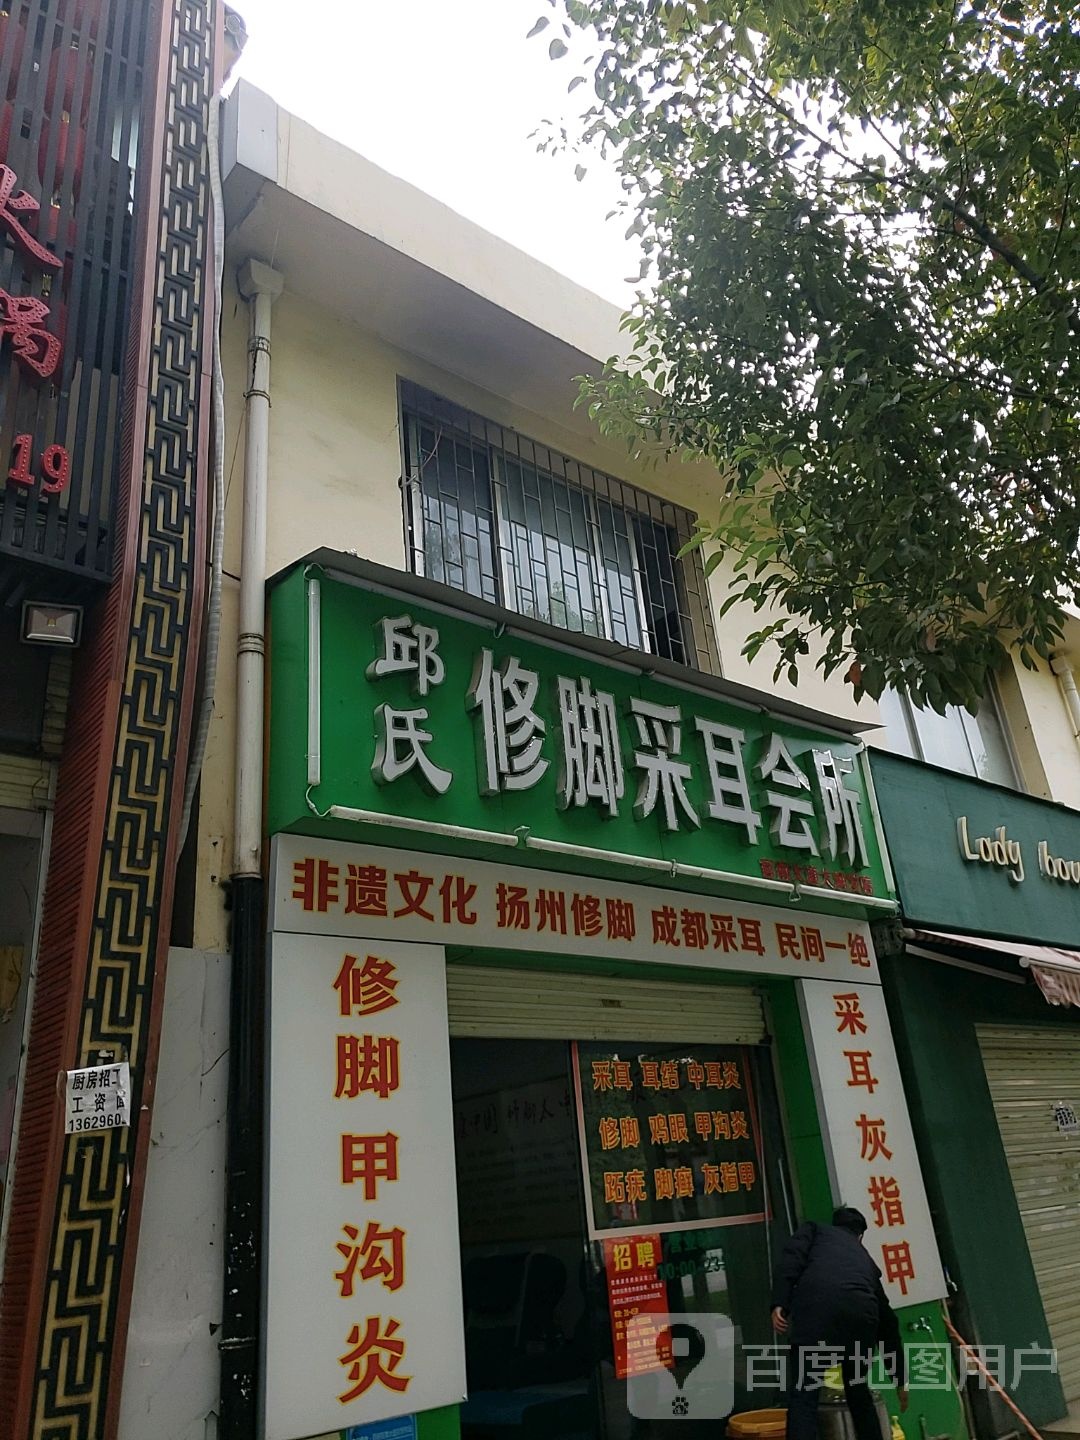 火
锅
19
邱氏
修脚采耳会所
Lady
非遗文化 扬州修脚 成都采耳 民间一绝
修脚甲沟炎
采耳灰指甲
采耳 耳结 中耳炎
修脚 鸡眼 甲沟炎
跖疣 脚癣 灰指甲
招聘
厨房招工
工资面
1362960
百度地图用户